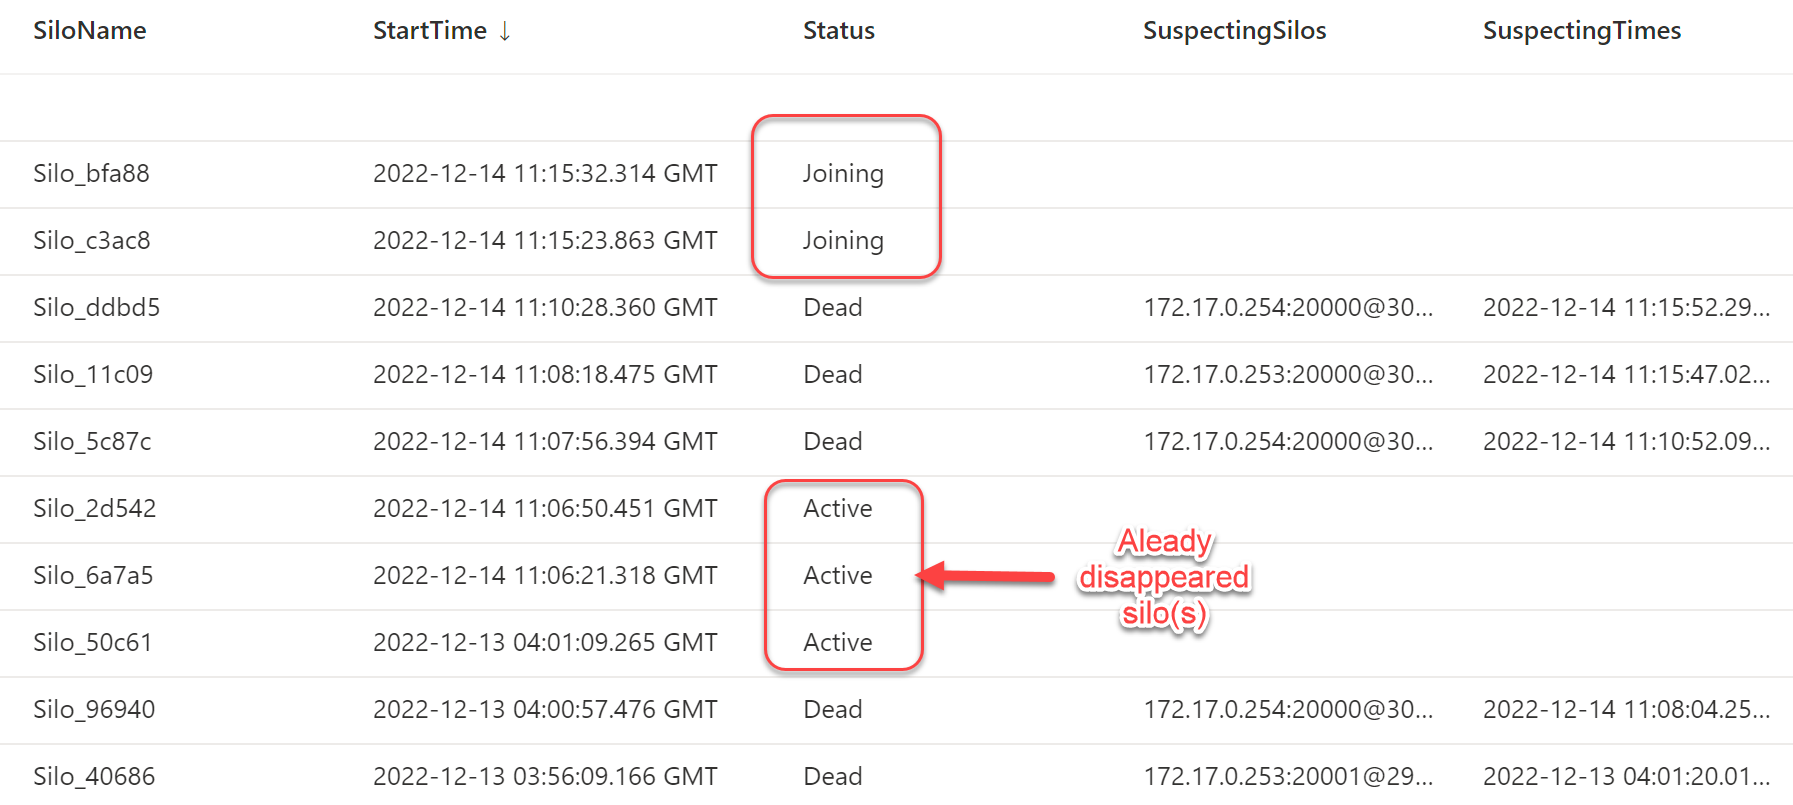 SiloName StartTime ↓ Status SuspectingSilos SuspectingTimes
Silo_bfa88 2022-12-14 11:15:32.314 GMT Joining
Silo_c3ac8 2022-12-14 11:15:23.863 GMT Joining
Silo_ddbd5 2022-12-14 11:10:28.360 GMT Dead 172.17.0.254:20000@30... 2022-12-14 11:15:52.29...
Silo_11c09 2022-12-14 11:08:18.475 GMT Dead 172.17.0.253:20000@30... 2022-12-14 11:15:47.02...
Silo_5c87c 2022-12-14 11:07:56.394 GMT Dead 172.17.0.254:20000@30... 2022-12-14 11:10:52.09...
Silo_2d542 2022-12-14 11:06:50.451 GMT Active
Silo_6a7a5 2022-12-14 11:06:21.318 GMT Active
Aleady
disappeared
silo(s)
Silo_50c61 2022-12-13 04:01:09.265 GMT Active
Silo_96940 2022-12-13 04:00:57.476 GMT Dead 172.17.0.254:20000@30... 2022-12-14 11:08:04.25...
Silo_40686 2022-12-13 03:56:09.166 GMT Dead 172.17.0.253:20001@29... 2022-12-13 04:01:20.01...